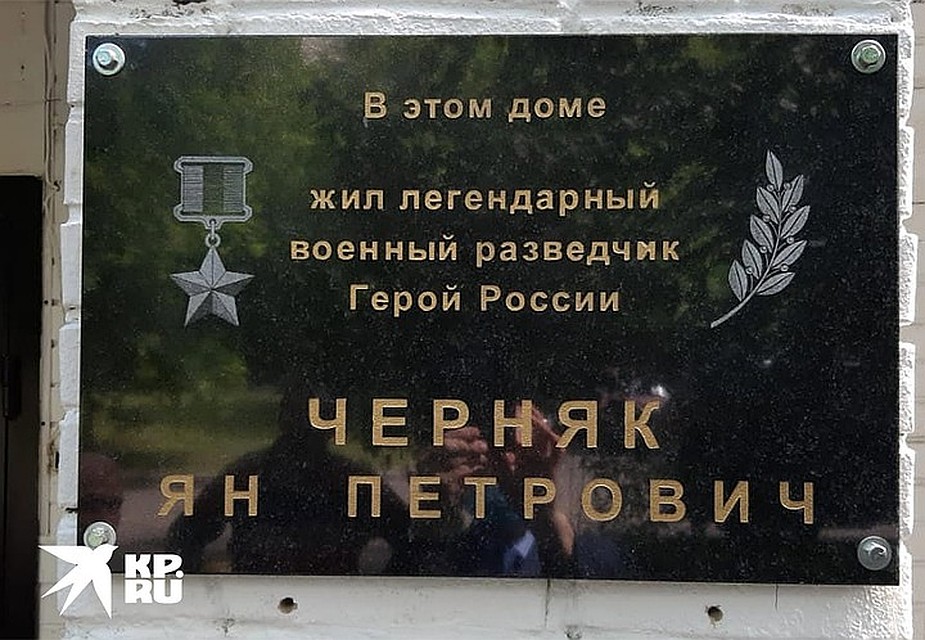 В этом доме
жил легендарный
военный разведчик
Герой России
ЧЕРНЯК
ЯН ПЕТРОВИЧ
KP.
RU